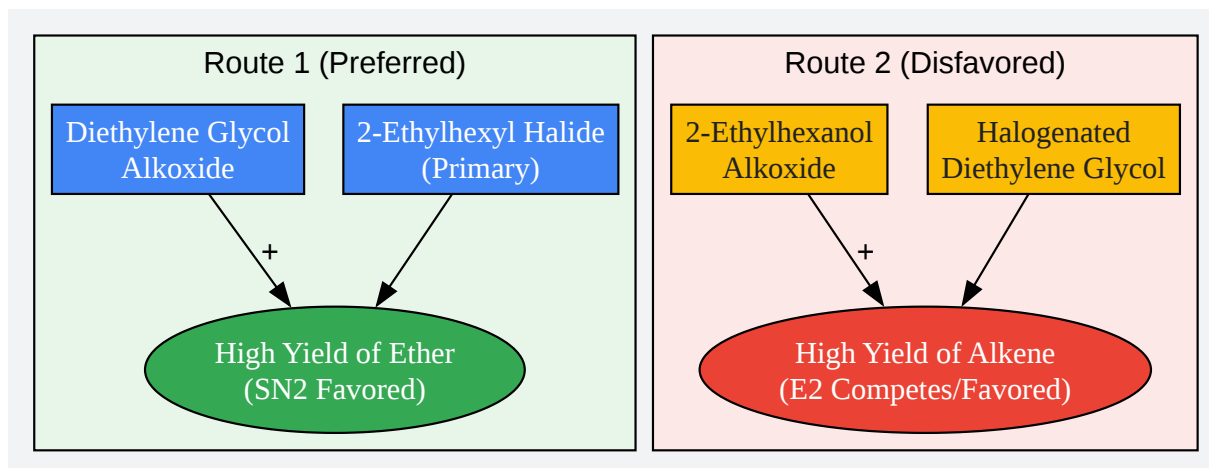 Route 1 (Preferred)
Diethylene Glycol
Alkoxide
2-Ethylhexyl Halide
(Primary)
+
High Yield of Ether
(SN2 Favored)
Route 2 (Disfavored)
2-Ethylhexanol
Alkoxide
Halogenated
Diethylene Glycol
+
High Yield of Alkene
(E2 Competes/Favored)